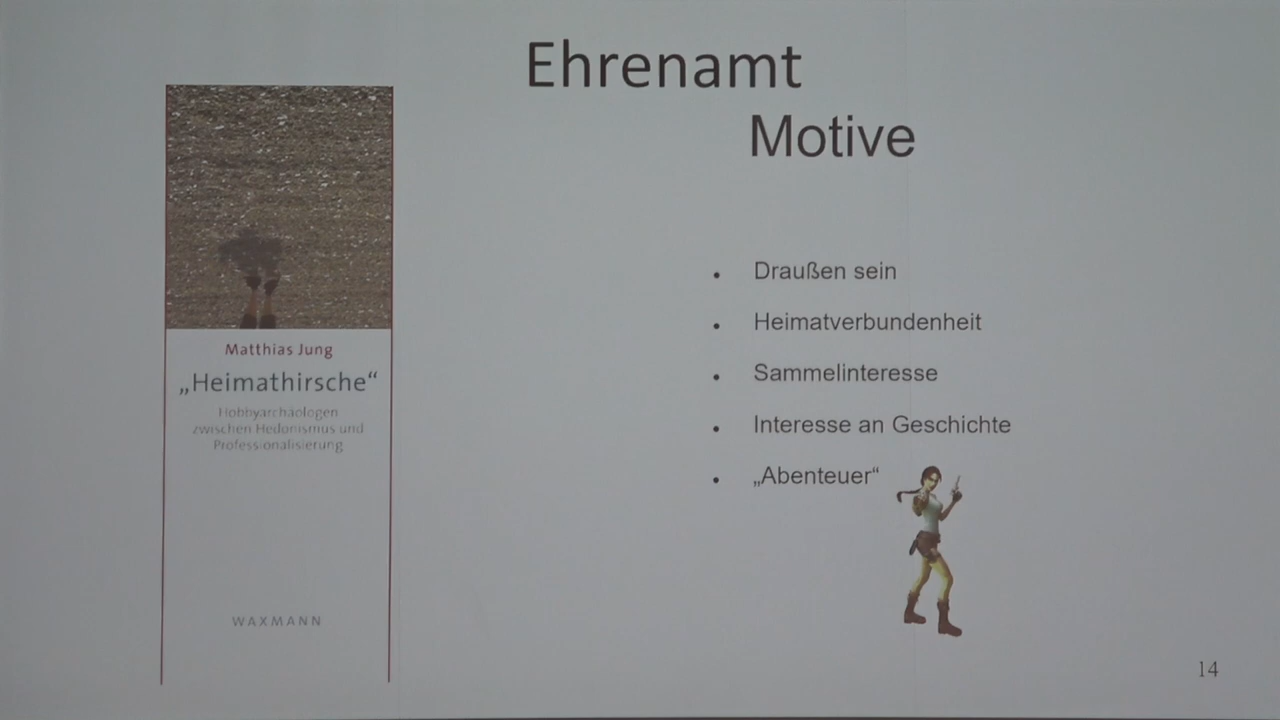 Ehrenamt
Motive
Matthias Jung
„Heimathirsche“
Hobbyarchäologen
zwischen Hedonismus und
Professionalisierung
WAXMANN
• Draußen sein
• Heimatverbundenheit
• Sammelinteresse
• Interesse an Geschichte
• „Abenteuer“
14